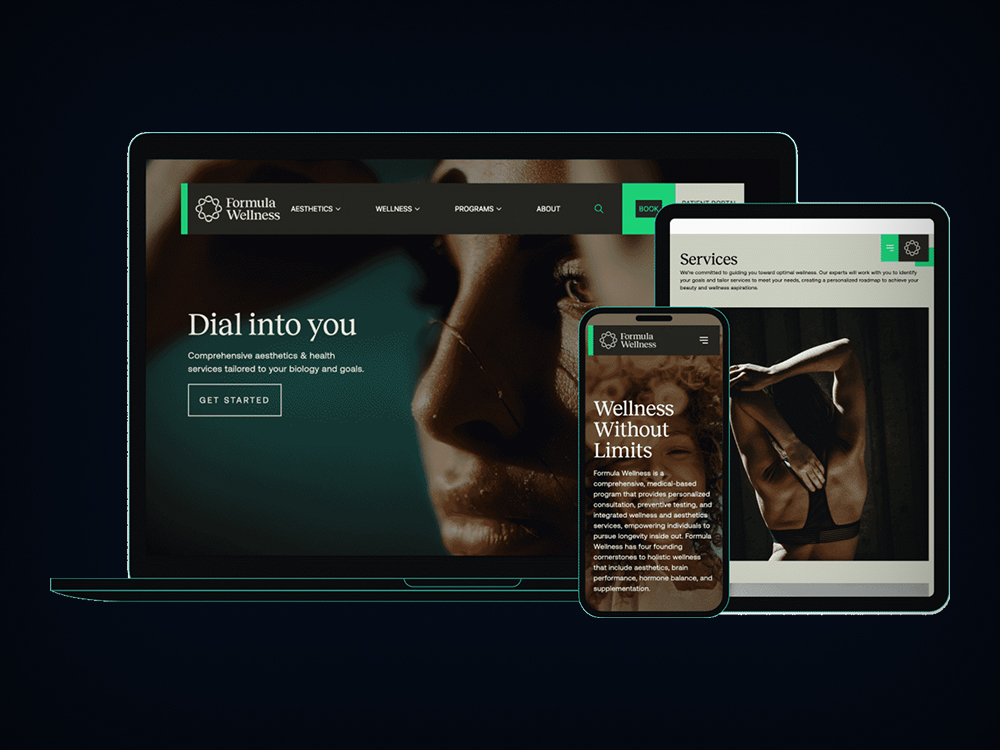 Formula
Wellness
AESTHETICS
WELLNESS
PROGRAMS
ABOUT
BOOK
PATIENT PORTAL
Dial into you
Comprehensive aesthetics & health
services tailored to your biology and goals.
GET STARTED
Formula
Wellness
Wellness
Without
Limits
Formula Wellness is a
comprehensive, medical-based
program that provides personalized
consultation, preventive testing, and
integrated wellness and aesthetics
services, empowering individuals to
pursue longevity inside out. Formula
Wellness has four founding
cornerstones to holistic wellness
that include aesthetics, brain
performance, hormone balance, and
supplementation.
Services
We're committed to guiding you toward optimal wellness. Our experts will work with you to identify
your goals and tailor services to meet your needs, creating a personalized roadmap to achieve your
beauty and wellness aspirations.